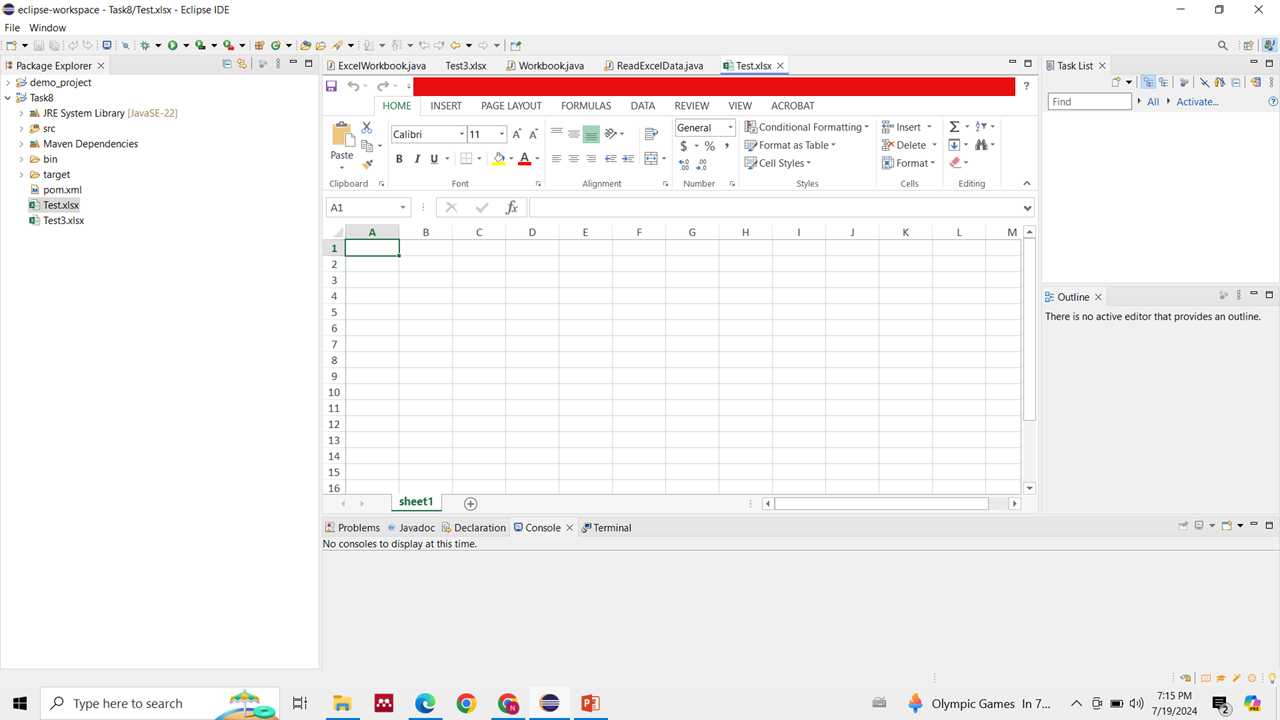 eclipse-workspace - Task8/Test.xlsx - Eclipse IDE
File Window
Package Explorer
demo_project
Task8
JRE System Library [JavaSE-22]
src
Maven Dependencies
bin
target
pom.xml
Test.xlsx
Test3.xlsx
ExcelWorkbook.java Test3.xlsx Workbook.java ReadExcelData.java Test.xlsx
?
HOME INSERT PAGE LAYOUT FORMULAS DATA REVIEW VIEW ACROBAT
Paste
Clipboard
Calibri 11
B I U A
Font
Alignment
General
$ % ,
Number
Conditional Formatting
Format as Table
Cell Styles
Styles
Insert
Delete
Format
Cells
Editing
A1 fx
A B C D E F G H I J K L M
1
2
3
4
5
6
7
8
9
10
11
12
13
14
15
16
sheet1
Problems Javadoc Declaration Console Terminal
No consoles to display at this time.
Task List
Find All Activate...
Outline
There is no active editor that provides an outline.
Type here to search
Olympic Games In 7...
7:15 PM
7/19/2024
2